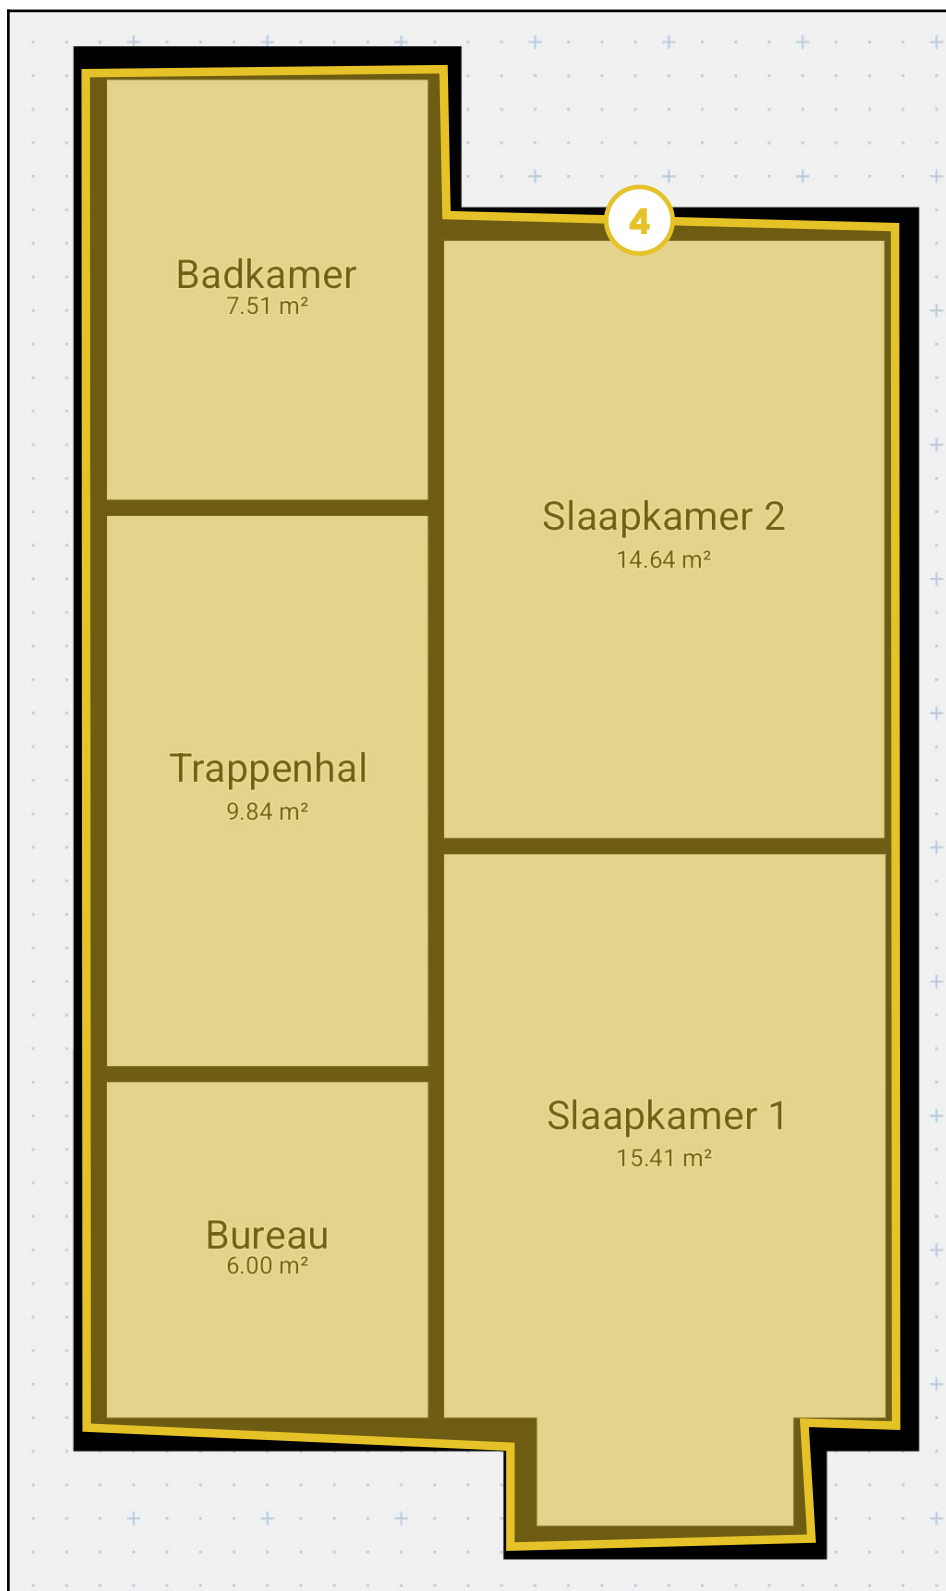 4
Badkamer
7.51 m²
Slaapkamer 2
14.64 m²
Trappenhal
9.84 m²
Slaapkamer 1
15.41 m²
Bureau
6.00 m²